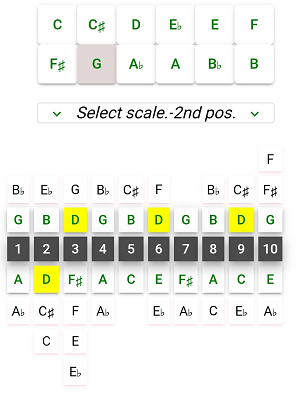 C C♯ D E♭ E F
F♯ G A♭ A B♭ B
Select scale.-2nd pos.
F
B♭ E♭ G B♭ C♯ F B♭ C♯ F♯
G B D G B D G B D G
1 2 3 4 5 6 7 8 9 10
A D F♯ A C E F♯ A C E
A♭ C♯ F A♭ E♭ A♭ C E♭ A♭
C E
E♭